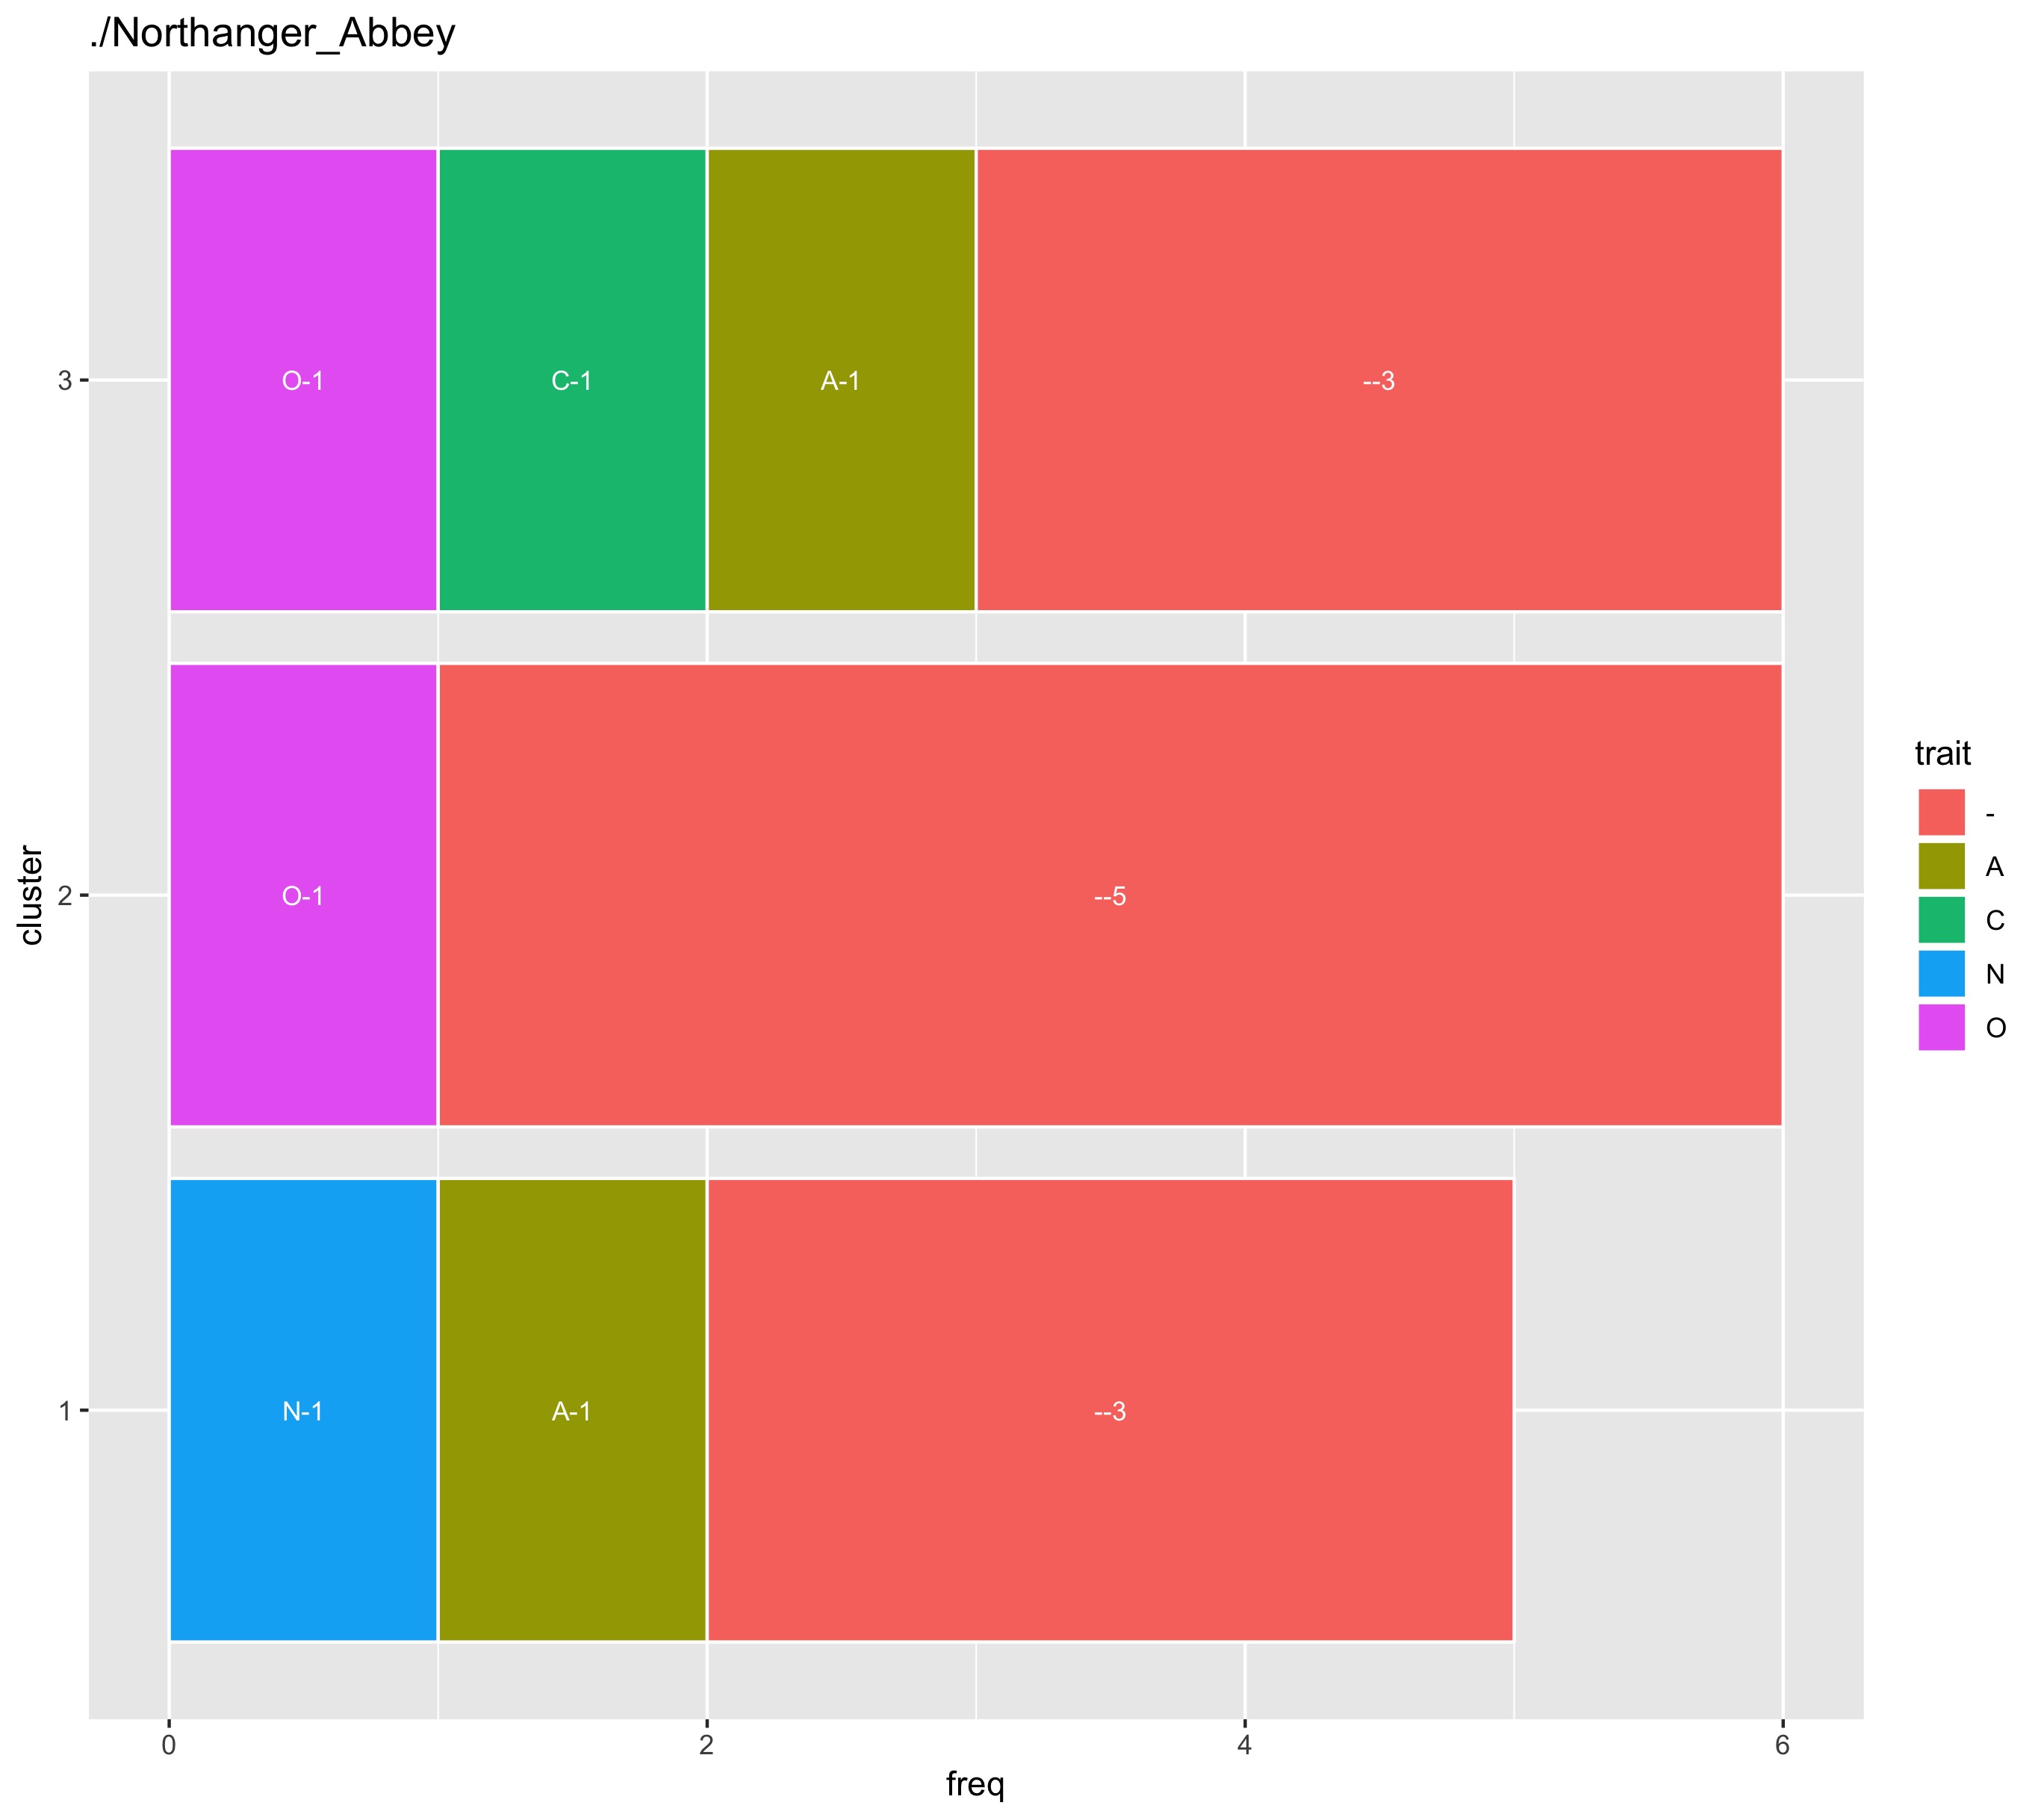 ./Northanger_Abbey
3
O-1
C-1
A-1
--3
2
O-1
--5
1
N-1
A-1
--3
0
2
4
6
freq
cluster
trait
-
A
C
N
O